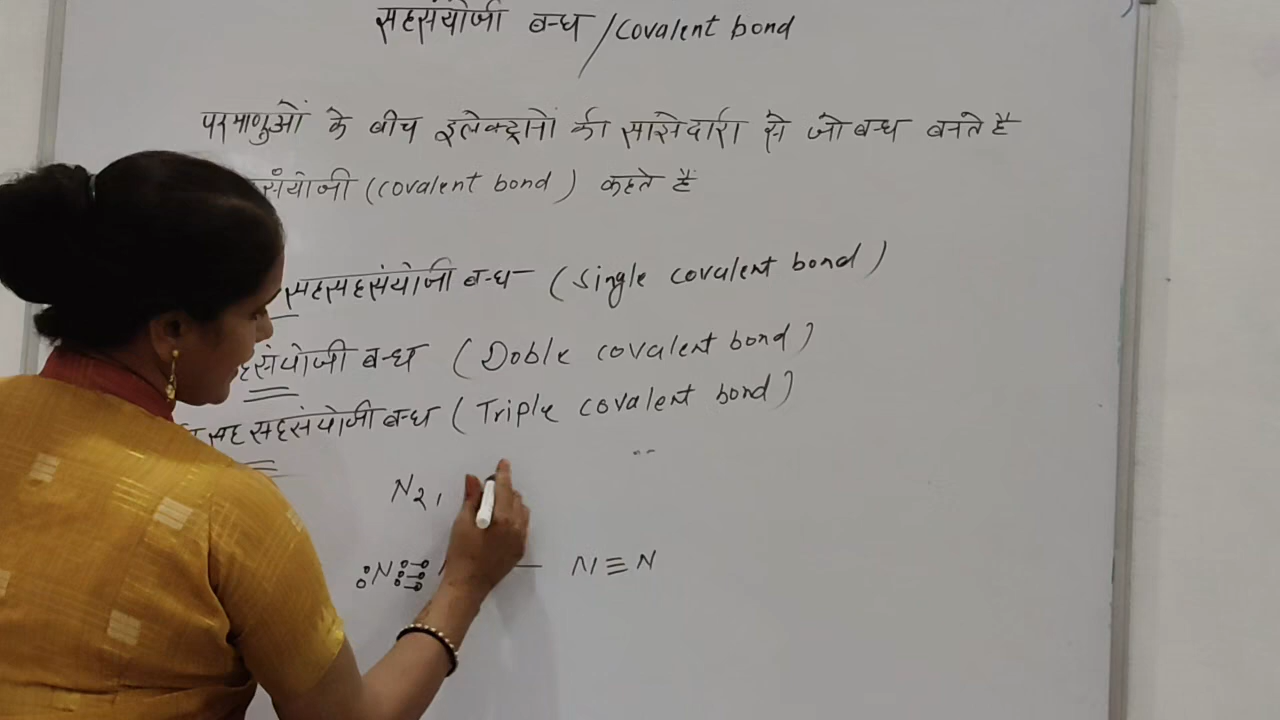 सहसंयोजी बन्ध / covalent bond
परमाणुओं के बीच इलेक्ट्रानों की साझेदारी से जो बन्ध बनते है
संयोजी (covalent bond) कहते है
सहसंयोजी बन्ध (Single covalent bond)
संयोजी बन्ध (Doble covalent bond)
सह सहसंयोजी बन्ध (Triple covalent bond)
N2,
N N≡N